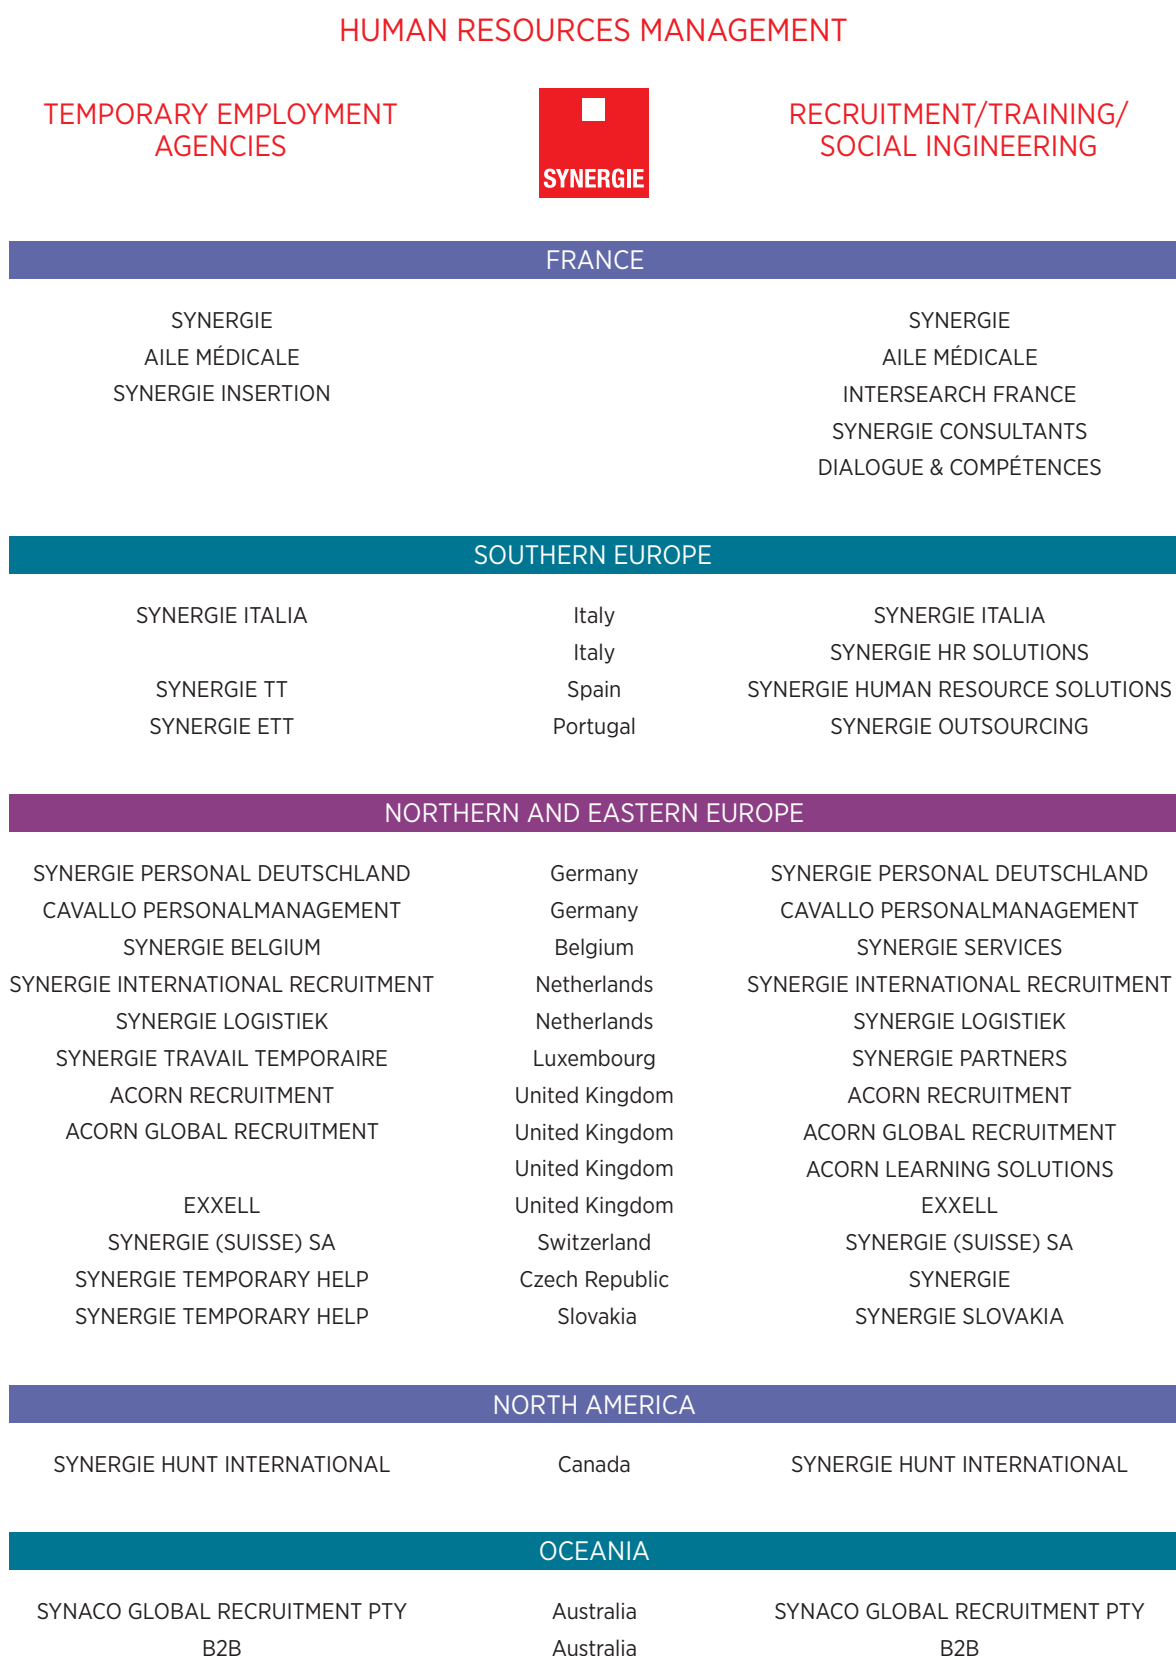 HUMAN RESOURCES MANAGEMENT
TEMPORARY EMPLOYMENT
AGENCIES
SYNERGIE
RECRUITMENT/TRAINING/
SOCIAL INGINEERING
FRANCE
SYNERGIE SYNERGIE
AILE MÉDICALE AILE MÉDICALE
SYNERGIE INSERTION INTERSEARCH FRANCE
SYNERGIE CONSULTANTS
DIALOGUE & COMPÉTENCES
SOUTHERN EUROPE
SYNERGIE ITALIA Italy SYNERGIE ITALIA
Italy SYNERGIE HR SOLUTIONS
SYNERGIE TT Spain SYNERGIE HUMAN RESOURCE SOLUTIONS
SYNERGIE ETT Portugal SYNERGIE OUTSOURCING
NORTHERN AND EASTERN EUROPE
SYNERGIE PERSONAL DEUTSCHLAND Germany SYNERGIE PERSONAL DEUTSCHLAND
CAVALLO PERSONALMANAGEMENT Germany CAVALLO PERSONALMANAGEMENT
SYNERGIE BELGIUM Belgium SYNERGIE SERVICES
SYNERGIE INTERNATIONAL RECRUITMENT Netherlands SYNERGIE INTERNATIONAL RECRUITMENT
SYNERGIE LOGISTIEK Netherlands SYNERGIE LOGISTIEK
SYNERGIE TRAVAIL TEMPORAIRE Luxembourg SYNERGIE PARTNERS
ACORN RECRUITMENT United Kingdom ACORN RECRUITMENT
ACORN GLOBAL RECRUITMENT United Kingdom ACORN GLOBAL RECRUITMENT
United Kingdom ACORN LEARNING SOLUTIONS
EXXELL United Kingdom EXXELL
SYNERGIE (SUISSE) SA Switzerland SYNERGIE (SUISSE) SA
SYNERGIE TEMPORARY HELP Czech Republic SYNERGIE
SYNERGIE TEMPORARY HELP Slovakia SYNERGIE SLOVAKIA
NORTH AMERICA
SYNERGIE HUNT INTERNATIONAL Canada SYNERGIE HUNT INTERNATIONAL
OCEANIA
SYNACO GLOBAL RECRUITMENT PTY Australia SYNACO GLOBAL RECRUITMENT PTY
B2B Australia B2B